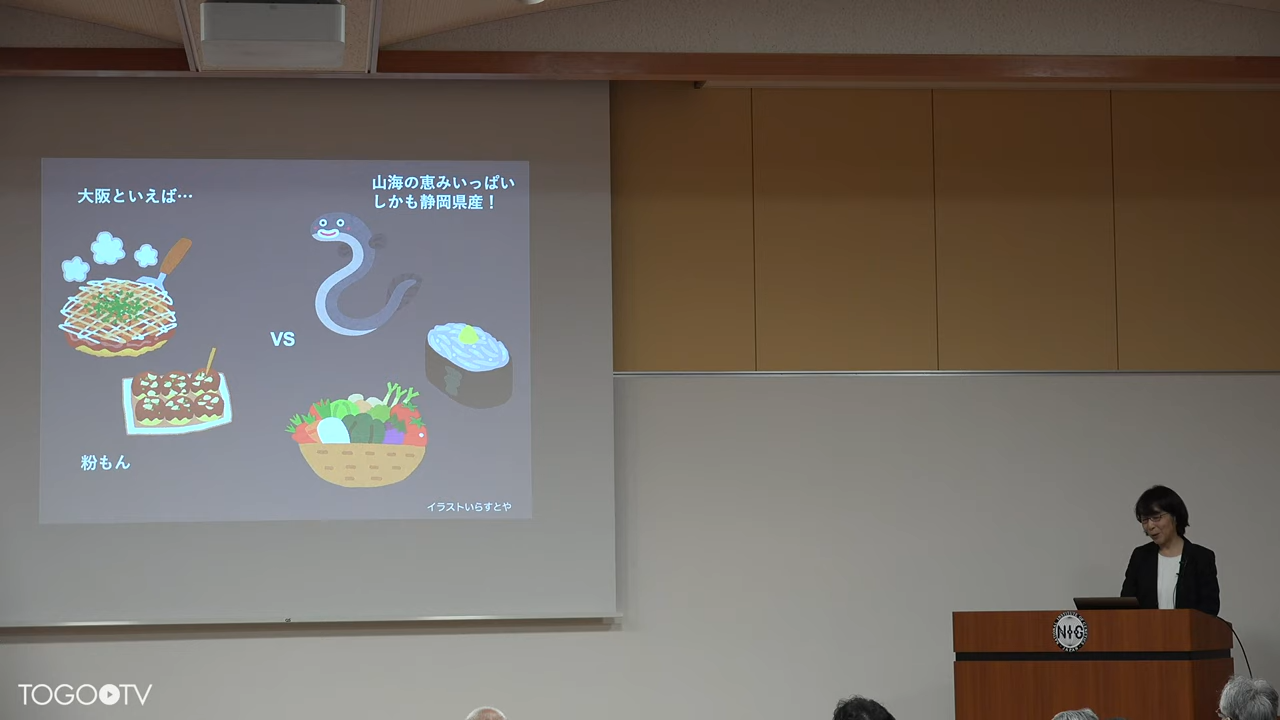 大阪といえば…
山海の恵みいっぱい
しかも静岡県産！
VS
粉もん
イラストいらすとや
NIG
TOGOTV